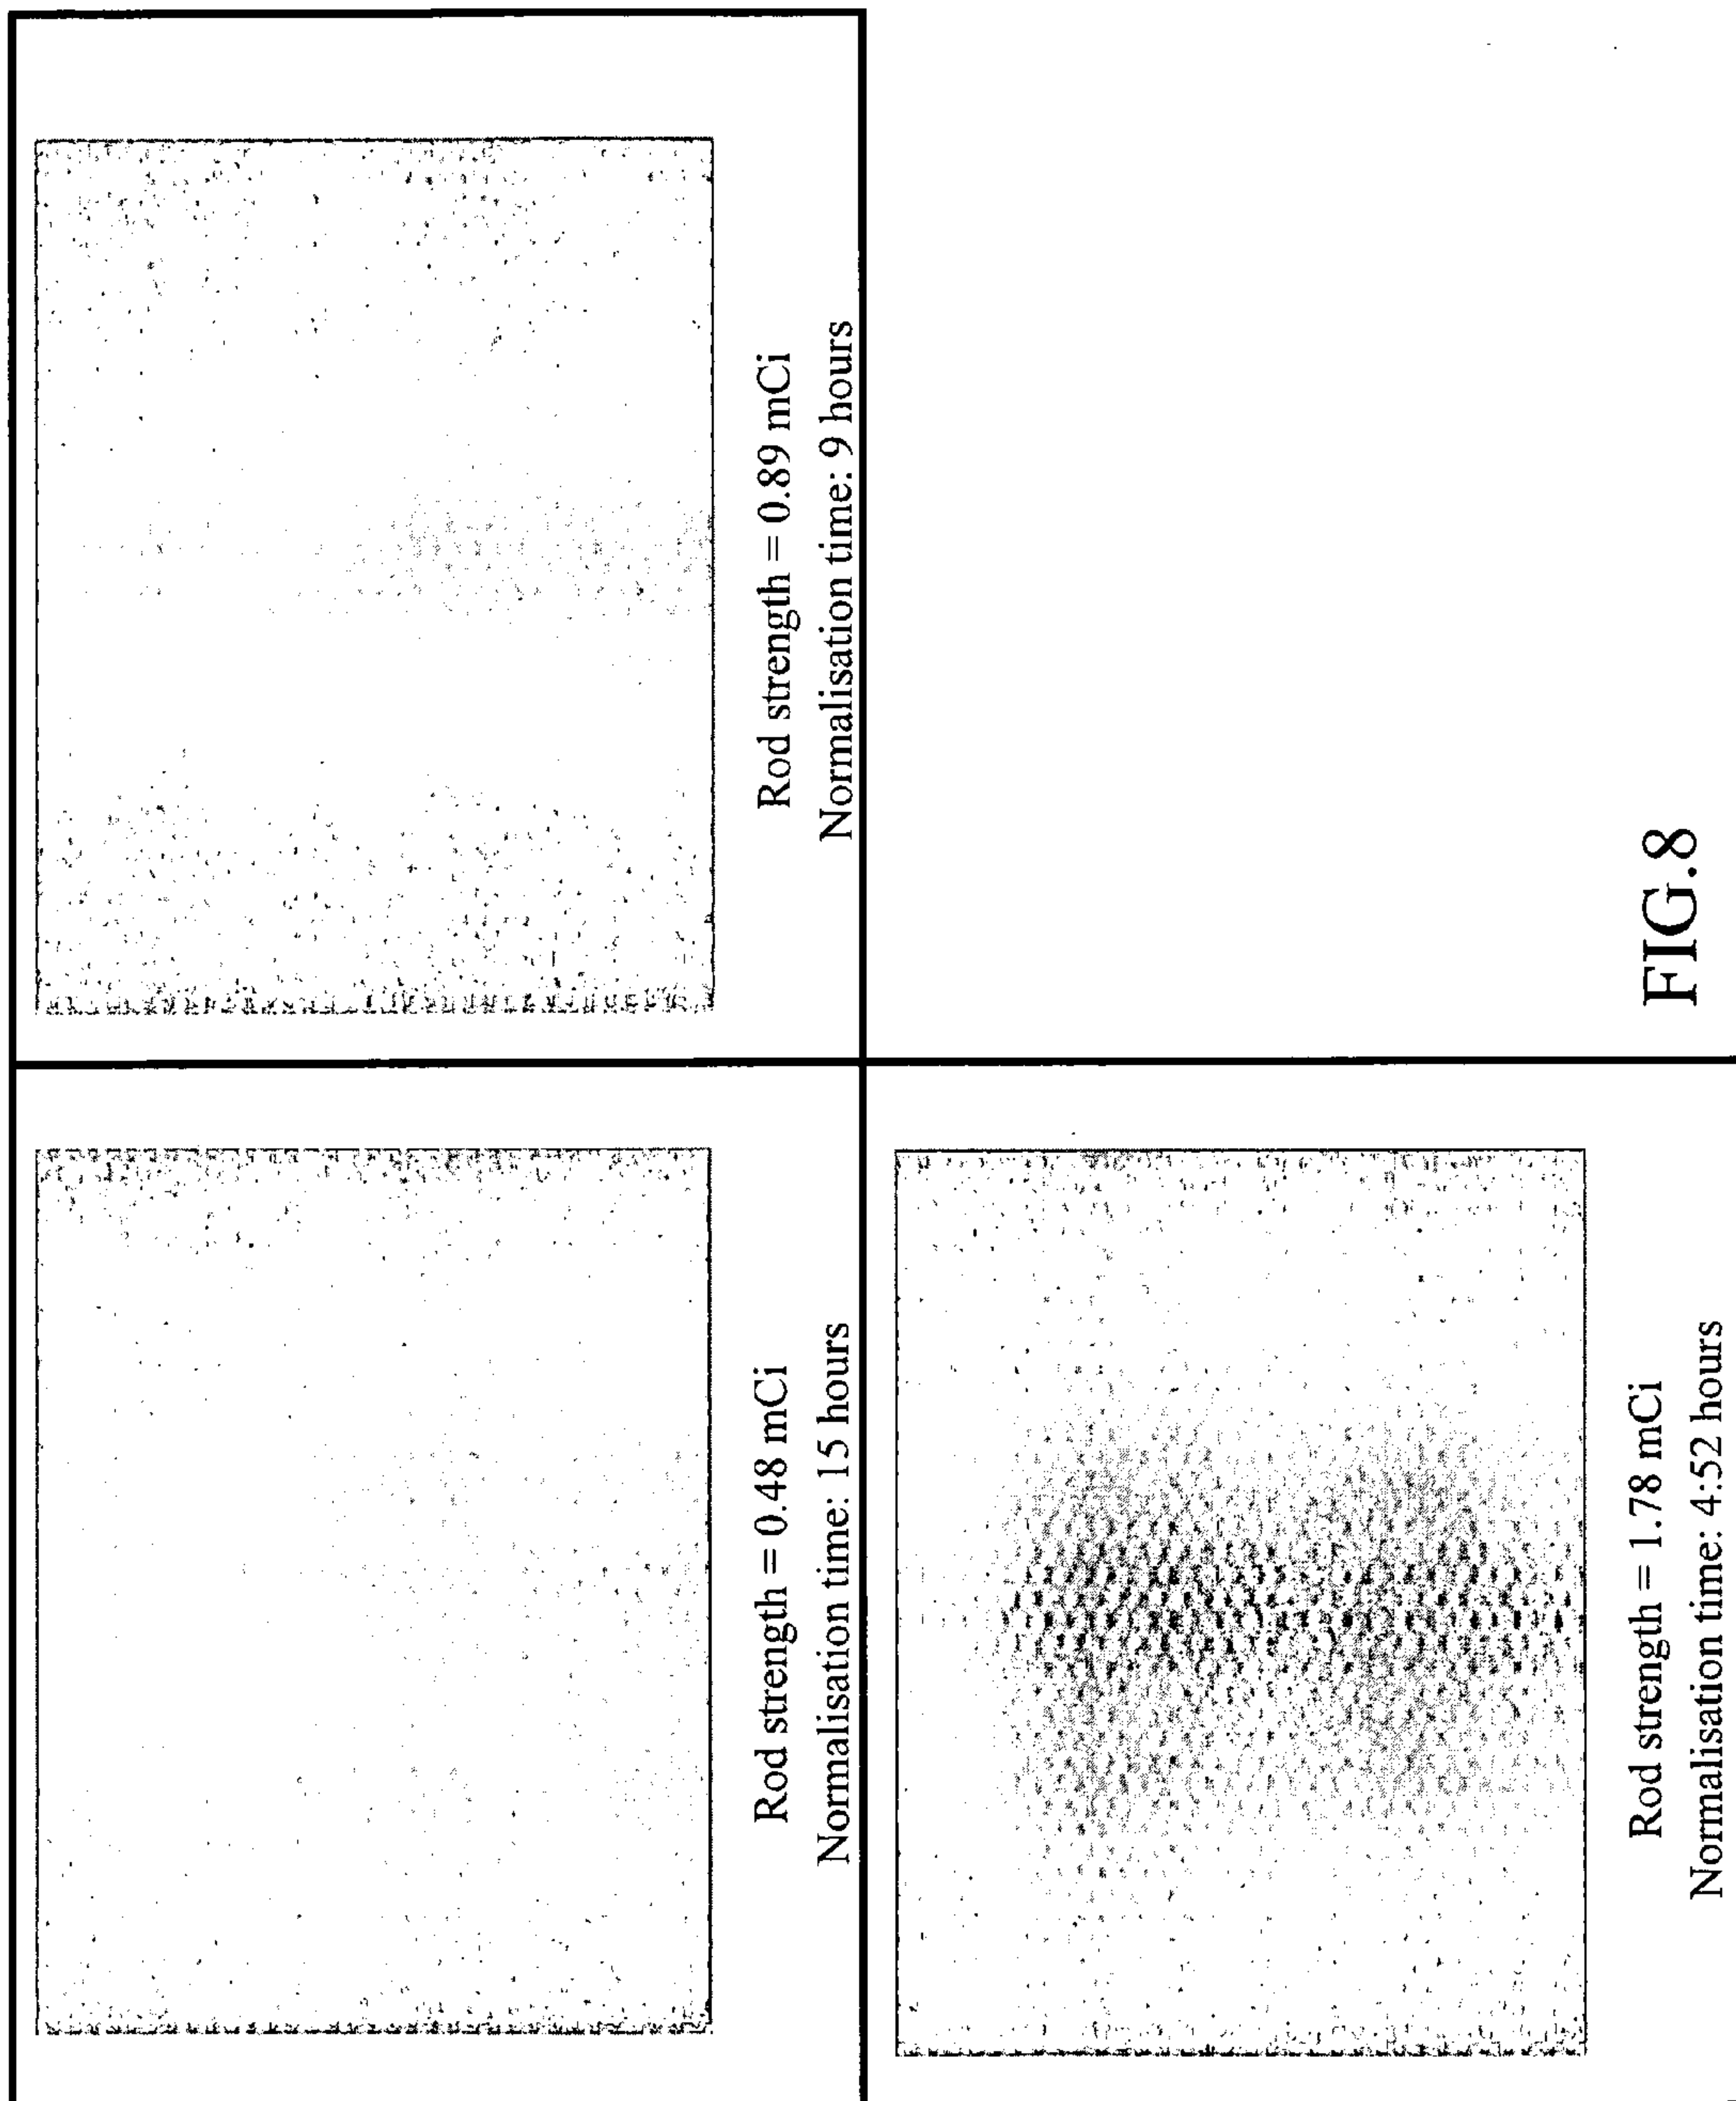 Rod strength = 0.48 mCi
Normalisation time: 15 hours
Rod strength = 0.89 mCi
Normalisation time: 9 hours
Rod strength = 1.78 mCi
Normalisation time: 4:52 hours
FIG.8